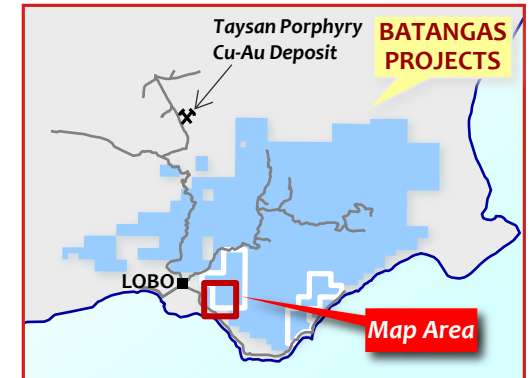 Taysan Porphyry
Cu-Au Deposit
BATANGAS
PROJECTS
LOBO
Map Area